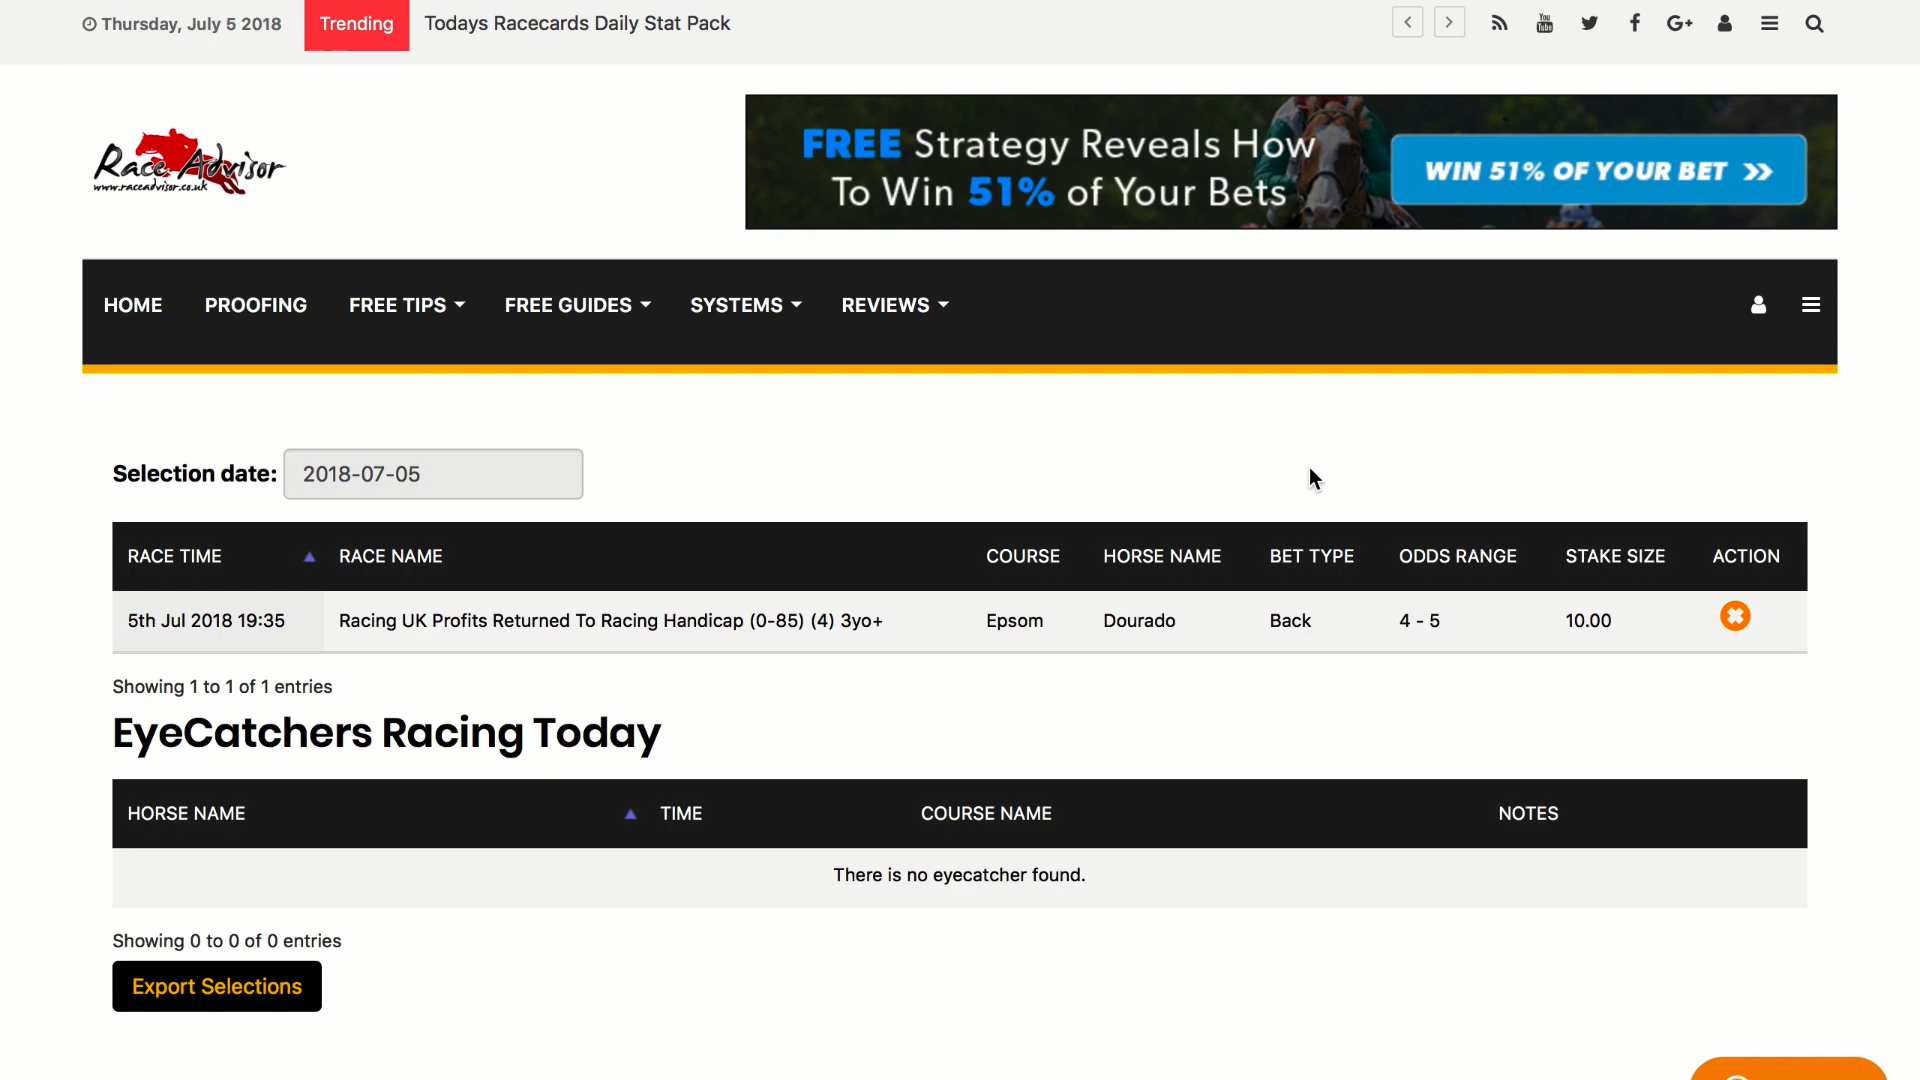 Thursday, July 5 2018
Trending
Todays Racecards Daily Stat Pack
You Tube
G+
Race Advisor
www.raceadvisor.co.uk
FREE Strategy Reveals How
To Win 51% of Your Bets
WIN 51% OF YOUR BET >>
HOME PROOFING FREE TIPS FREE GUIDES SYSTEMS REVIEWS
Selection date: 2018-07-05
RACE TIME RACE NAME COURSE HORSE NAME BET TYPE ODDS RANGE STAKE SIZE ACTION
5th Jul 2018 19:35 Racing UK Profits Returned To Racing Handicap (0-85) (4) 3yo+ Epsom Dourado Back 4 - 5 10.00
Showing 1 to 1 of 1 entries
EyeCatchers Racing Today
HORSE NAME TIME COURSE NAME NOTES
There is no eyecatcher found.
Showing 0 to 0 of 0 entries
Export Selections